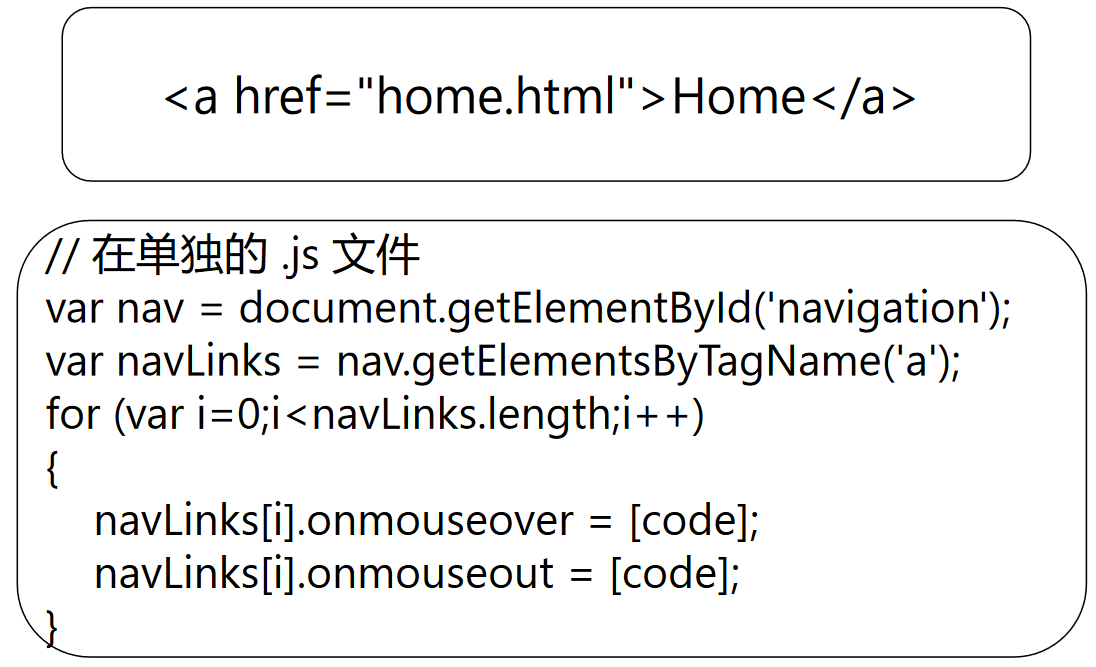 <a href="home.html">Home</a>
// 在单独的 .js 文件
var nav = document.getElementById('navigation');
var navLinks = nav.getElementsByTagName('a');
for (var i=0;i<navLinks.length;i++)
{
    navLinks[i].onmouseover = [code];
    navLinks[i].onmouseout = [code];
}